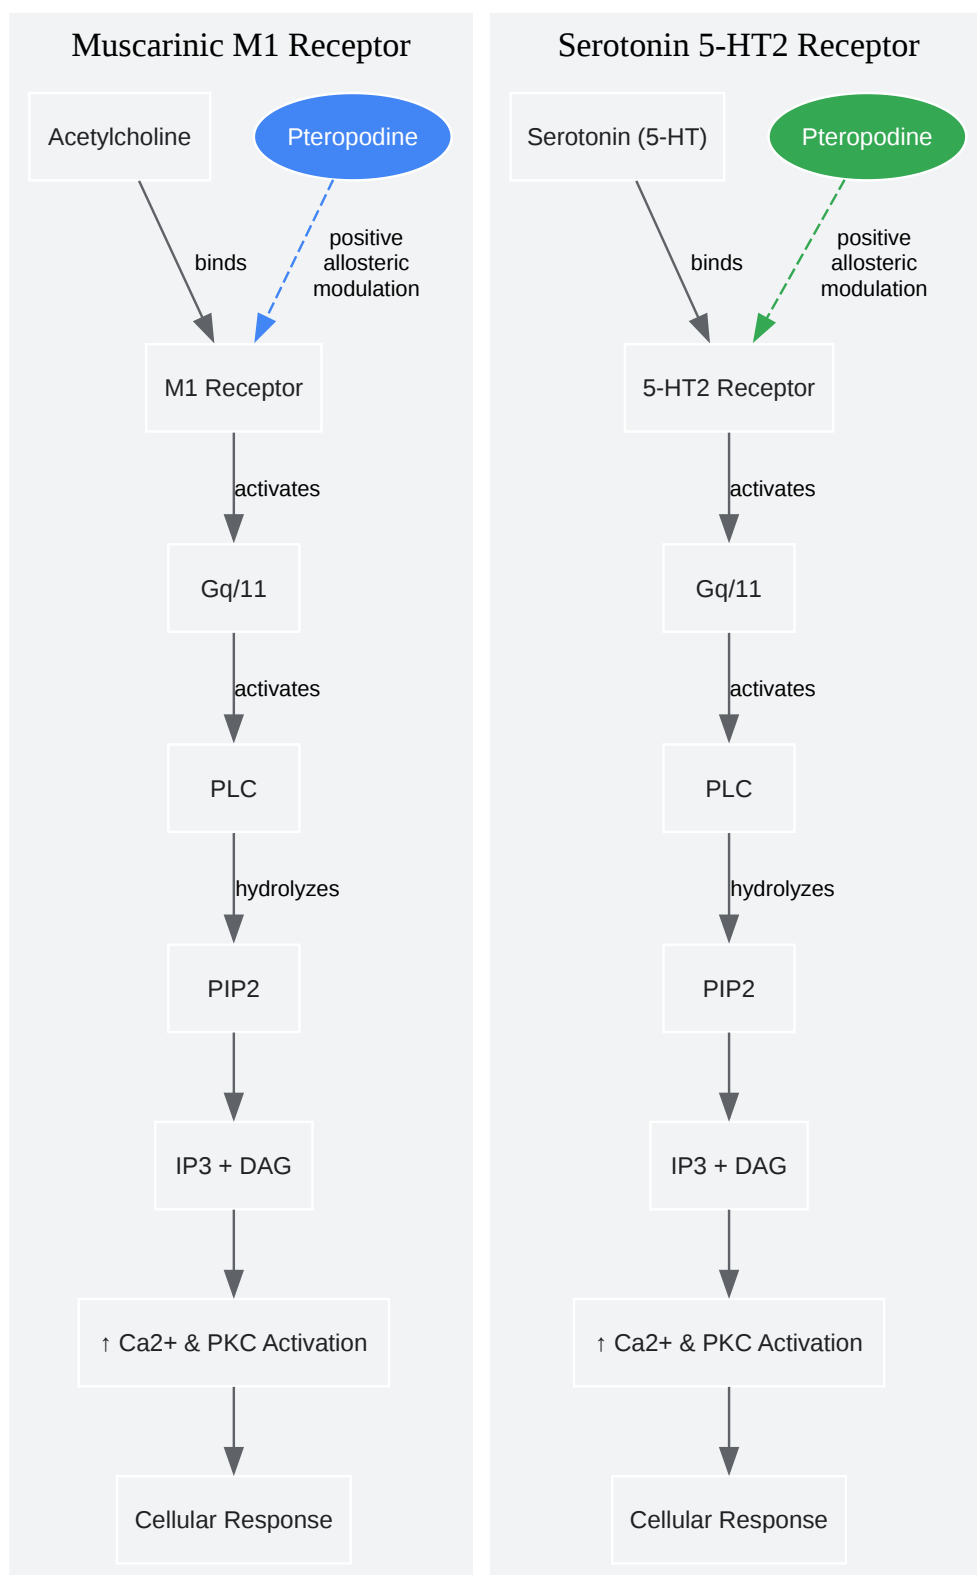 Muscarinic M1 Receptor
Acetylcholine
Pteropodine
binds
positive
allosteric
modulation
M1 Receptor
activates
Gq/11
activates
PLC
hydrolyzes
PIP2
IP3 + DAG
↑ Ca2+ & PKC Activation
Cellular Response
Serotonin 5-HT2 Receptor
Serotonin (5-HT)
Pteropodine
binds
positive
allosteric
modulation
5-HT2 Receptor
activates
Gq/11
activates
PLC
hydrolyzes
PIP2
IP3 + DAG
↑ Ca2+ & PKC Activation
Cellular Response